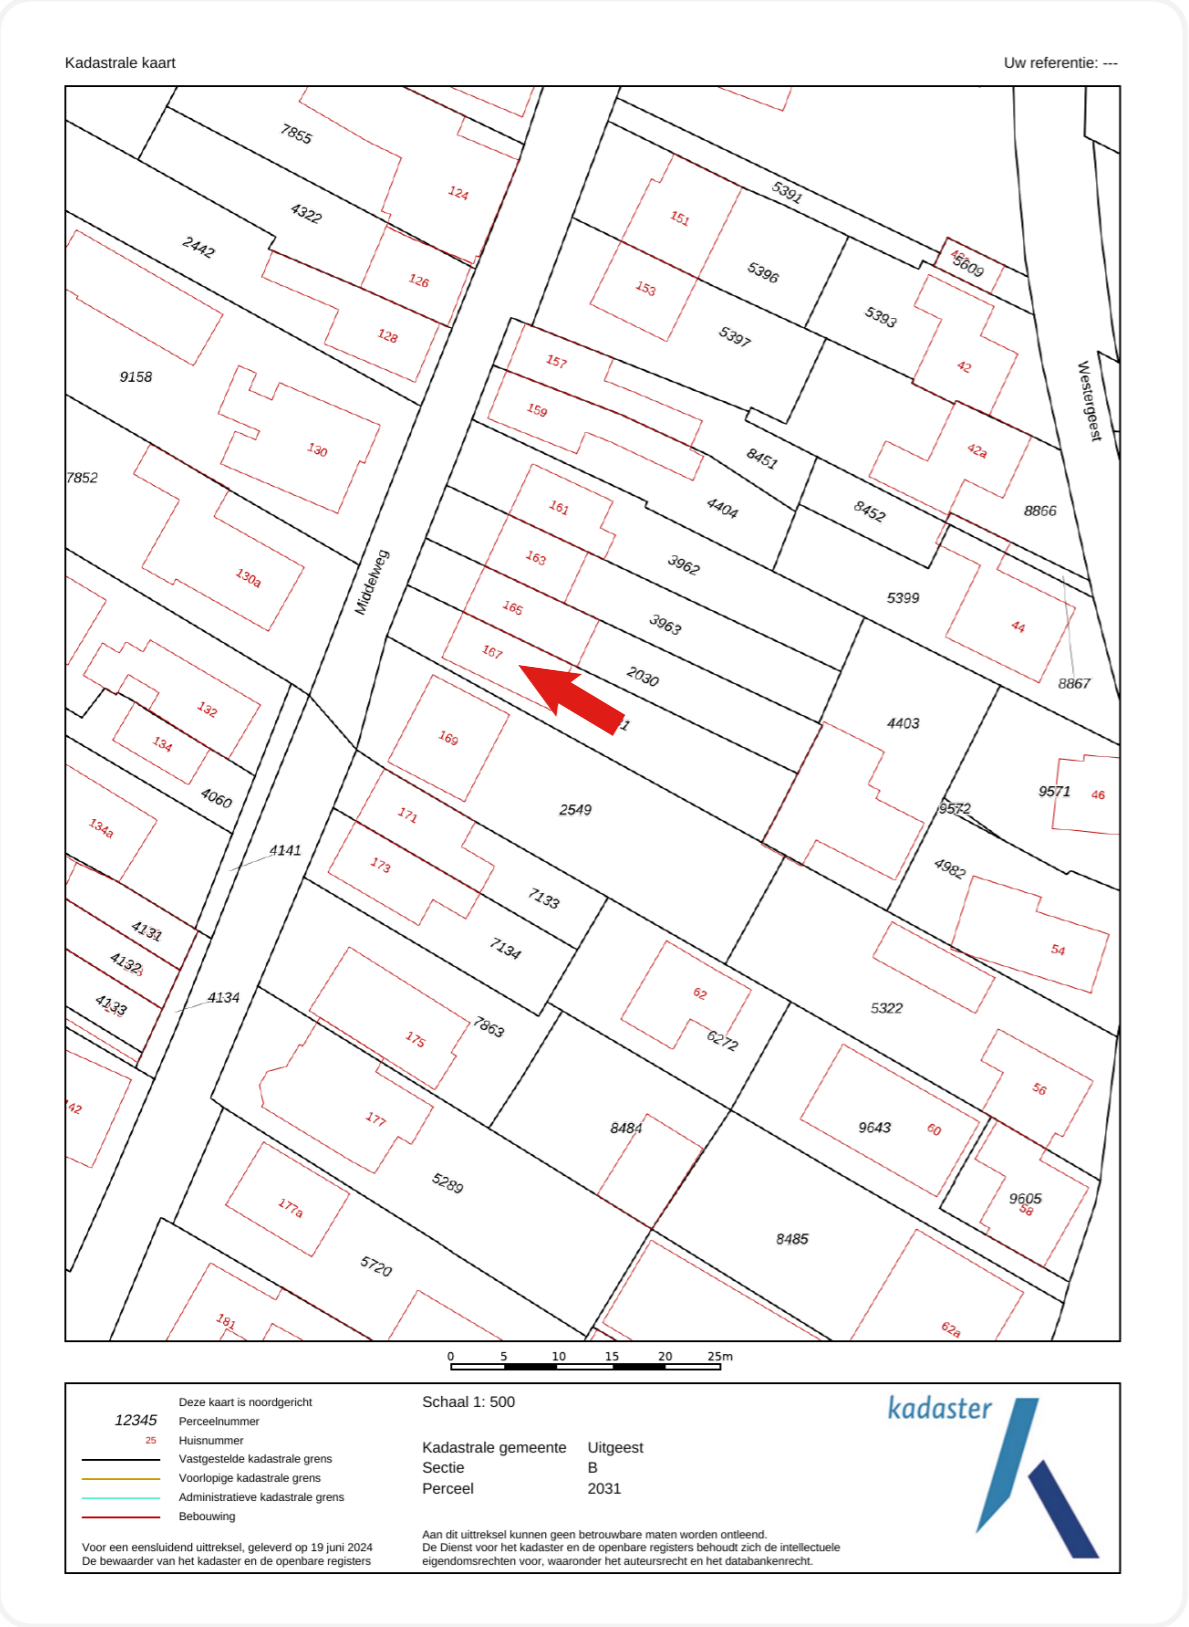 Kadastrale kaart
Uw referentie: ---
7855
124
4322
2442
126
128
9158
130
7852
130a
132
134
4060
134a
4141
4131
4132
4133
4134
142
Middelweg
5391
151
5396
153
5397
5393
5609
42
Westergeest
157
159
8451
4404
8452
42a
8866
161
163
165
167
3962
3963
2030
5399
44
8867
4403
169
2549
171
173
7133
7134
9571
46
9572
4982
54
5322
62
6272
175
7863
177
8484
5289
177a
5720
181
9643
60
56
9605
58
8485
62a
0 5 10 15 20 25m
Deze kaart is noordgericht
12345 Perceelnummer
25 Huisnummer
Vastgestelde kadastrale grens
Voorlopige kadastrale grens
Administratieve kadastrale grens
Bebouwing
Voor een eensluidend uittreksel, geleverd op 19 juni 2024
De bewaarder van het kadaster en de openbare registers
Schaal 1: 500
Kadastrale gemeente Uitgeest
Sectie B
Perceel 2031
Aan dit uittreksel kunnen geen betrouwbare maten worden ontleend.
De Dienst voor het kadaster en de openbare registers behoudt zich de intellectuele
eigendomsrechten voor, waaronder het auteursrecht en het databankenrecht.
kadaster